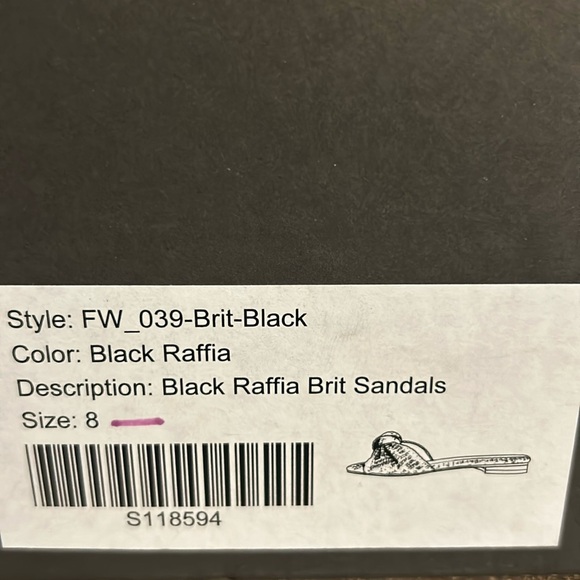 Style: FW_039-Brit-Black
Color: Black Raffia
Description: Black Raffia Brit Sandals
Size: 8
S118594